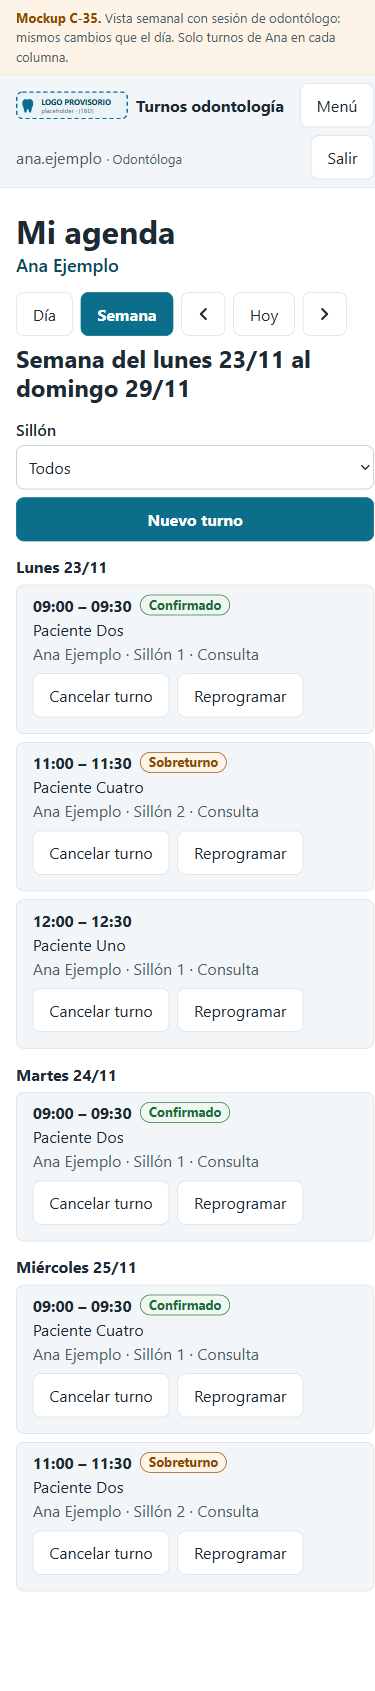 Mockup C-35. Vista semanal con sesión de odontólogo:
mismos cambios que el día. Solo turnos de Ana en cada
columna.
LOGO PROVISORIO
placeholder · (TBD)
Turnos odontología
Menú
ana.ejemplo · Odontóloga
Salir
Mi agenda
Ana Ejemplo
Día
Semana
Hoy
Semana del lunes 23/11 al
domingo 29/11
Sillón
Todos
Nuevo turno
Lunes 23/11
09:00 – 09:30 Confirmado
Paciente Dos
Ana Ejemplo · Sillón 1 · Consulta
Cancelar turno Reprogramar
11:00 – 11:30 Sobreturno
Paciente Cuatro
Ana Ejemplo · Sillón 2 · Consulta
Cancelar turno Reprogramar
12:00 – 12:30
Paciente Uno
Ana Ejemplo · Sillón 1 · Consulta
Cancelar turno Reprogramar
Martes 24/11
09:00 – 09:30 Confirmado
Paciente Dos
Ana Ejemplo · Sillón 1 · Consulta
Cancelar turno Reprogramar
Miércoles 25/11
09:00 – 09:30 Confirmado
Paciente Cuatro
Ana Ejemplo · Sillón 1 · Consulta
Cancelar turno Reprogramar
11:00 – 11:30 Sobreturno
Paciente Dos
Ana Ejemplo · Sillón 2 · Consulta
Cancelar turno Reprogramar